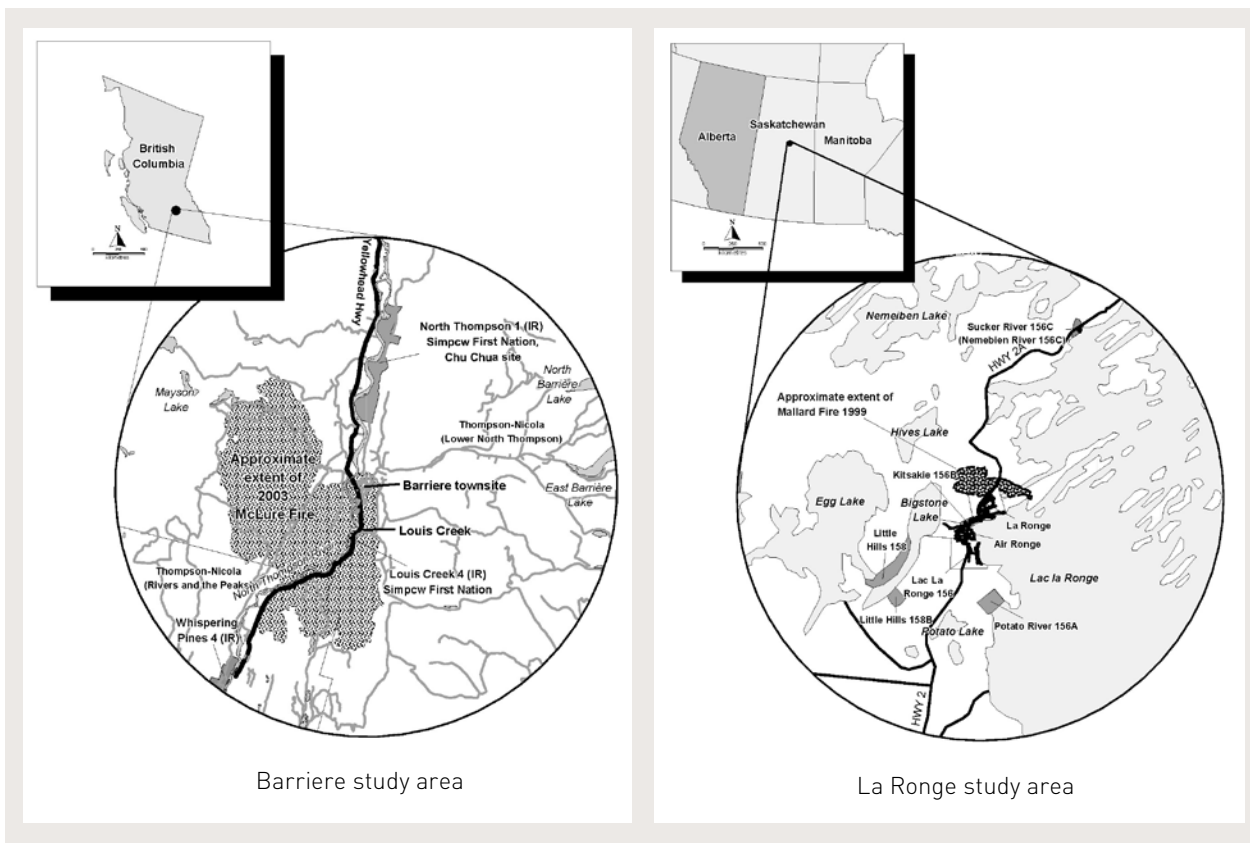 British
Columbia
N
kilometres
Yellowhead Hwy
North Thompson 1 (IR)
Simpcw First Nation,
Chu Chua site
North
Barrière
Lake
Mayson
Lake
Thompson-Nicola
(Lower North Thompson)
Approximate
extent of
2003
McLure Fire
Barriere townsite
East Barrière
Lake
Louis Creek
Thompson-Nicola
(Rivers and the Peaks)
North Thompson
Louis Creek 4 (IR)
Simpcw First Nation
Whispering
Pines 4 (IR)
Barriere study area
Alberta
Saskatchewan
Manitoba
N
kilometres
Nemeiben Lake
Sucker River 156C
(Nemebien River 156C)
HWY 2A
Approximate extent of
Mallard Fire 1999
Hives Lake
Kitsakie 156B
Egg Lake
Bigstone
Lake
La Ronge
Air Ronge
Little
Hills 158
Lac La
Ronge 156
Lac la Ronge
Little Hills 158B
Potato Lake
Potato River 156A
HWY 2
La Ronge study area